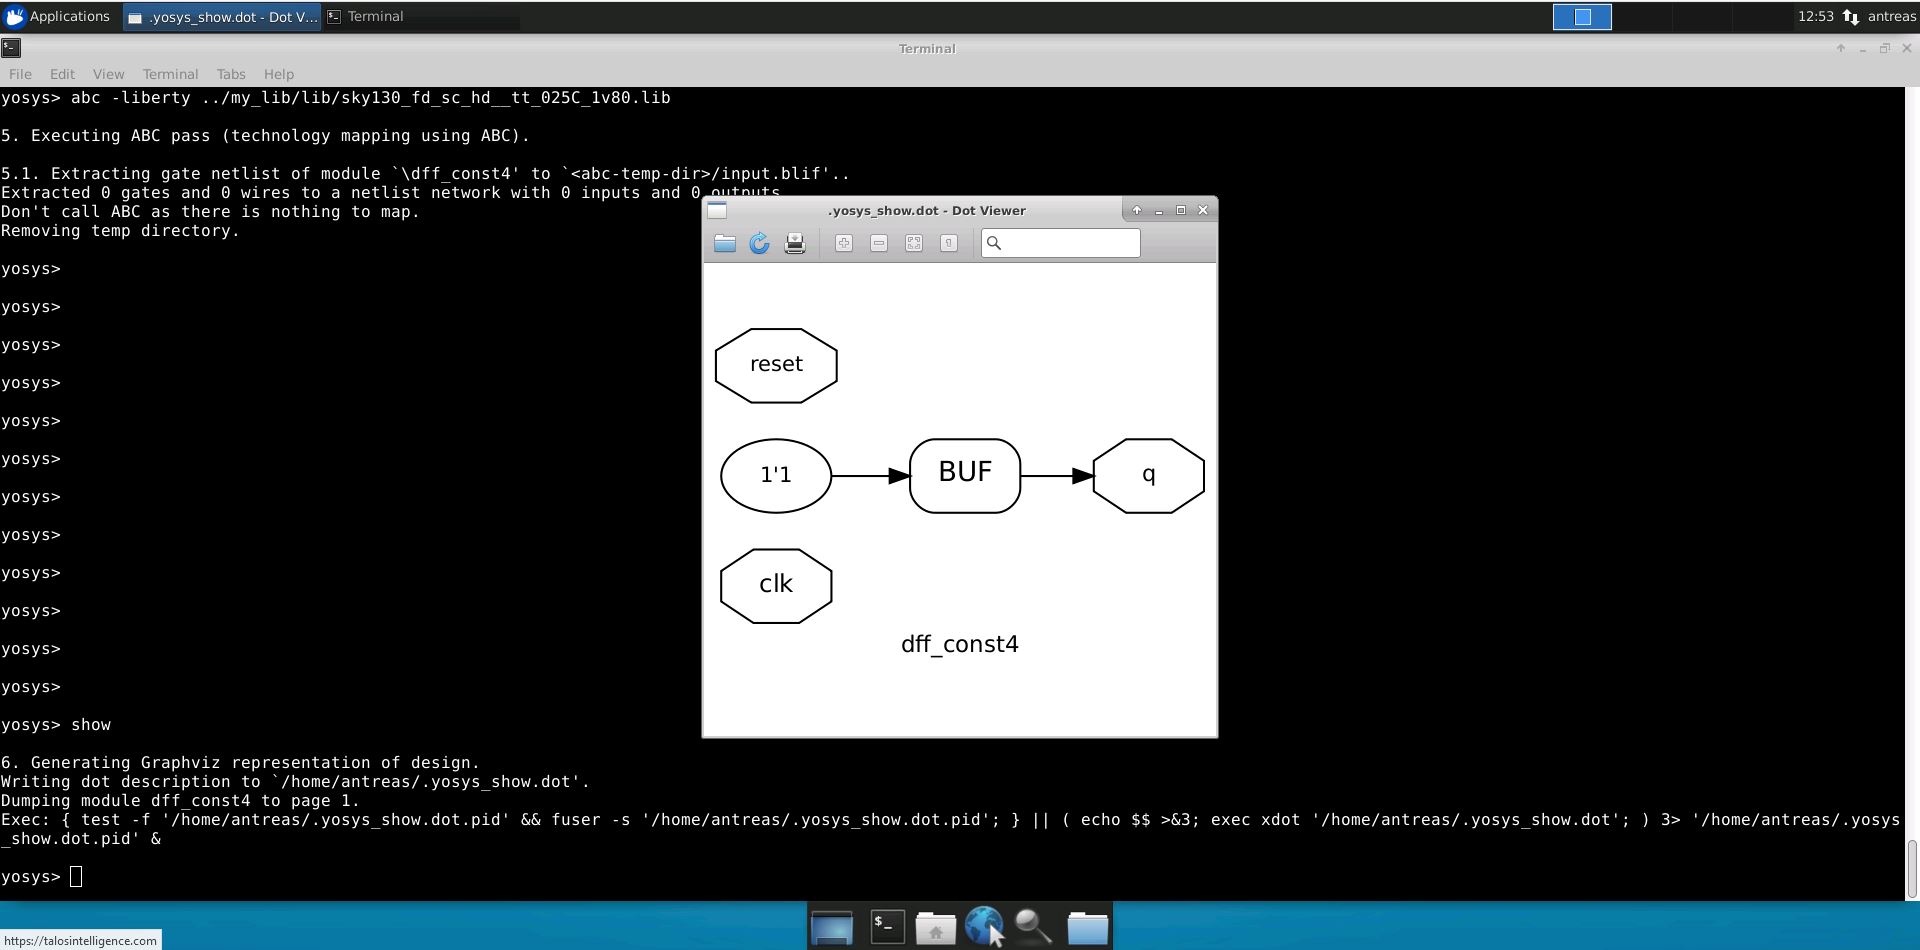 Applications .yosys_show.dot - Dot V... Terminal 12:53 antreas
Terminal
File Edit View Terminal Tabs Help
yosys> abc -liberty ../my_lib/lib/sky130_fd_sc_hd__tt_025C_1v80.lib
5. Executing ABC pass (technology mapping using ABC).
5.1. Extracting gate netlist of module `\dff_const4' to `<abc-temp-dir>/input.blif'..
Extracted 0 gates and 0 wires to a netlist network with 0 inputs and 0 outputs
Don't call ABC as there is nothing to map.
Removing temp directory.
yosys>
yosys>
yosys>
yosys>
yosys>
yosys>
yosys>
yosys>
yosys>
yosys>
yosys>
yosys>
yosys> show
6. Generating Graphviz representation of design.
Writing dot description to `/home/antreas/.yosys_show.dot'.
Dumping module dff_const4 to page 1.
Exec: { test -f '/home/antreas/.yosys_show.dot.pid' && fuser -s '/home/antreas/.yosys_show.dot.pid'; } || ( echo $$ >&3; exec xdot '/home/antreas/.yosys_show.dot'; ) 3> '/home/antreas/.yosys
_show.dot.pid' &
yosys>
.yosys_show.dot - Dot Viewer
reset
1'1 BUF q
clk
dff_const4
https://talosintelligence.com